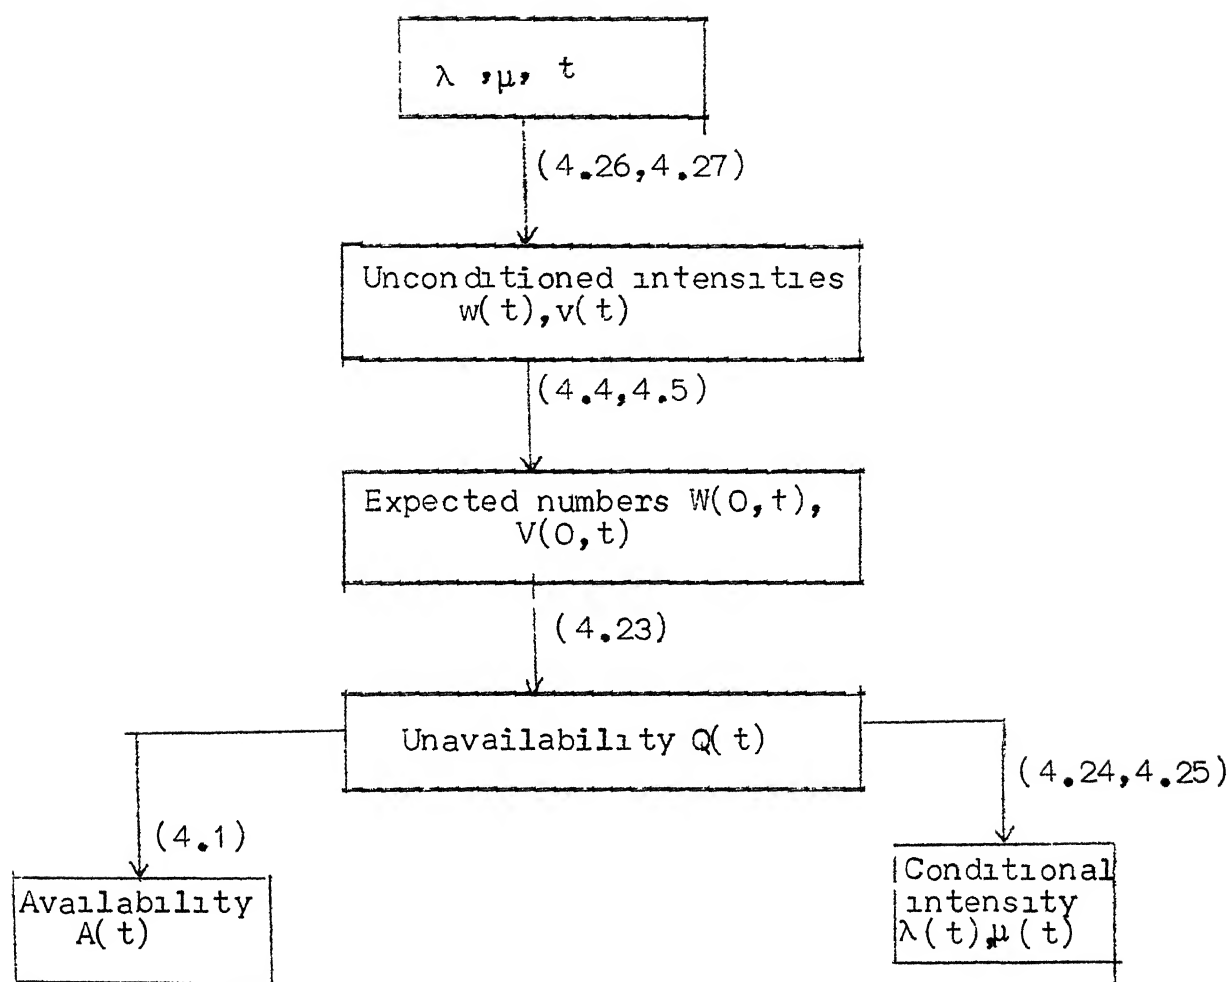 λ ,μ, t
(4.26,4.27)
Unconditioned intensities
w(t),v(t)
(4.4,4.5)
Expected numbers W(0,t),
V(0,t)
(4.23)
Unavailability Q(t)
(4.24,4.25)
(4.1)
Availability
A(t)
Conditional
intensity
λ(t),μ(t)